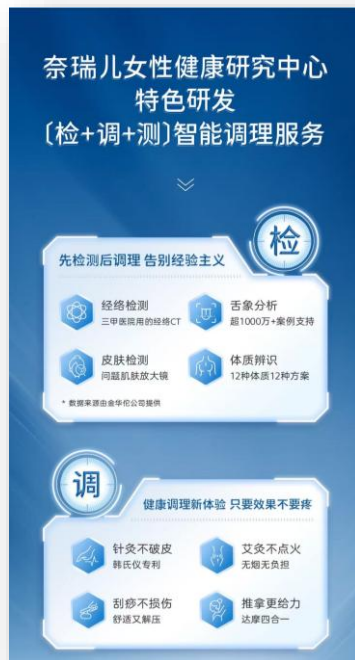 奈瑞儿女性健康研究中心
特色研发
〔检+调+测〕智能调理服务
检
先检测后调理 告别经验主义
经络检测
三甲医院用的经络CT
舌象分析
超1000万+案例支持
皮肤检测
问题肌肤放大镜
体质辨识
12种体质12种方案
* 数据来源由金华佗公司提供
调
健康调理新体验 只要效果不要疼
针灸不破皮
韩氏仪专利
艾灸不点火
无烟无负担
刮痧不损伤
舒适又解压
推拿更给力
达摩四合一